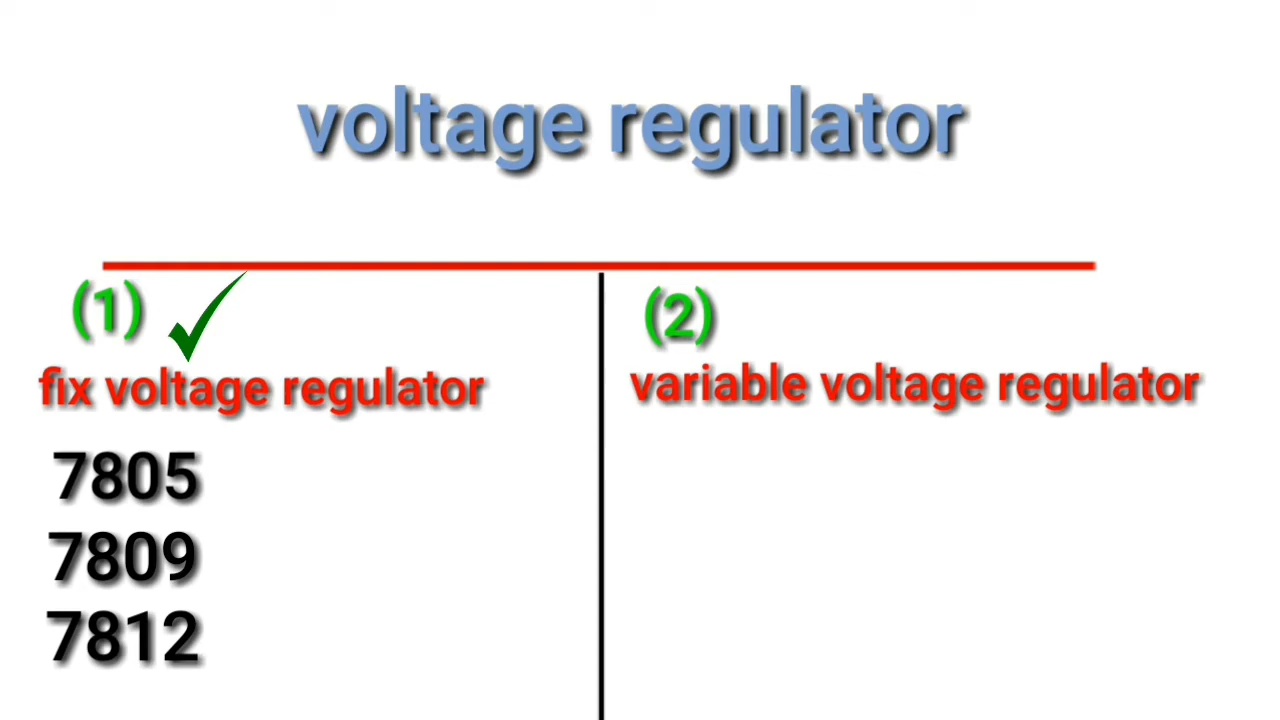 voltage regulator
(1)
fix voltage regulator
7805
7809
7812
(2)
variable voltage regulator